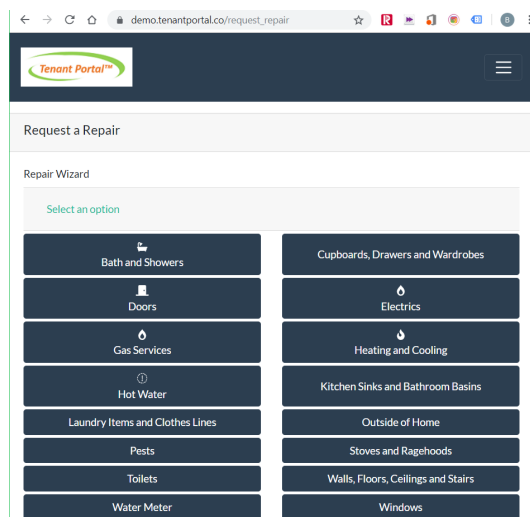 demo.tenantportal.co/request_repair
Tenant Portal™
Request a Repair
Repair Wizard
Select an option
Bath and Showers
Cupboards, Drawers and Wardrobes
Doors
Electrics
Gas Services
Heating and Cooling
Hot Water
Kitchen Sinks and Bathroom Basins
Laundry Items and Clothes Lines
Outside of Home
Pests
Stoves and Ragehoods
Toilets
Walls, Floors, Ceilings and Stairs
Water Meter
Windows